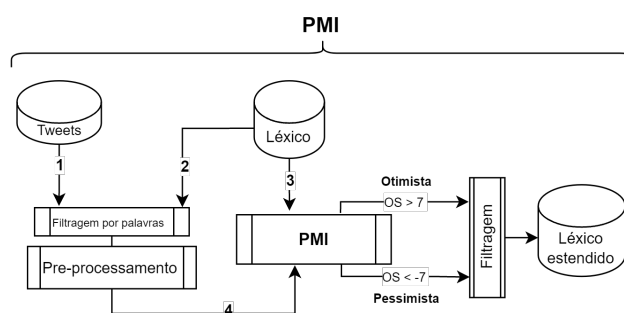 PMI
Tweets
Léxico
1
2
3
Otimista
Filtragem por palavras
OS > 7
PMI
Filtragem
Léxico
estendido
Pre-processamento
OS < -7
Pessimista
4